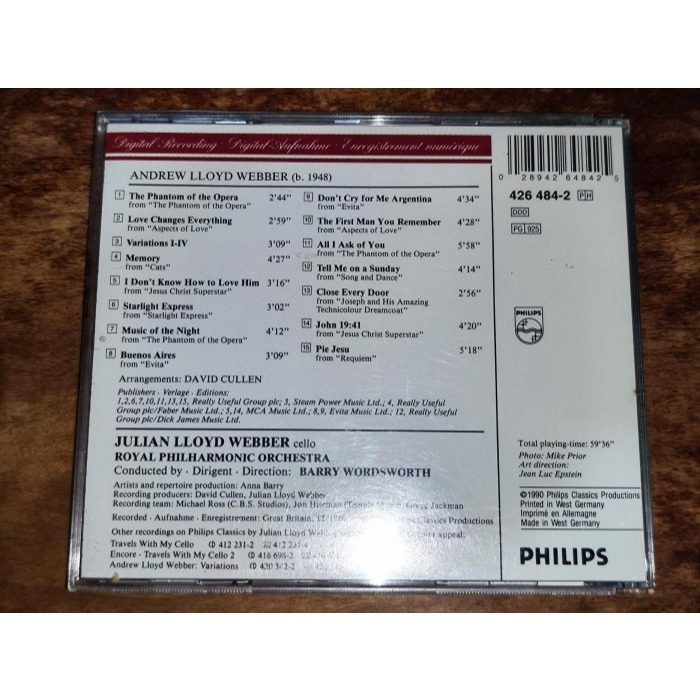 Digital Recording · Digital-Aufnahme · Enregistrement numérique
ANDREW LLOYD WEBBER (b. 1948)
1 The Phantom of the Opera 2'44"
from "The Phantom of the Opera"
2 Love Changes Everything 2'59"
from "Aspects of Love"
3 Variations I-IV 3'09"
4 Memory 4'27"
from "Cats"
5 I Don't Know How to Love Him 3'16"
from "Jesus Christ Superstar"
6 Starlight Express 3'02"
from "Starlight Express"
7 Music of the Night 4'12"
from "The Phantom of the Opera"
8 Buenos Aires 3'09"
from "Evita"
9 Don't Cry for Me Argentina 4'34"
from "Evita"
10 The First Man You Remember 4'28"
from "Aspects of Love"
11 All I Ask of You 5'58"
from "The Phantom of the Opera"
12 Tell Me on a Sunday 4'14"
from "Song and Dance"
13 Close Every Door 2'56"
from "Joseph and His Amazing
Technicolour Dreamcoat"
14 John 19:41 4'20"
from "Jesus Christ Superstar"
15 Pie Jesu 5'18"
from "Requiem"
Arrangements: DAVID CULLEN
Publishers · Verlage · Editions:
1,2,6,7,10,11,13,15, Really Useful Group plc; 3, Steam Power Music Ltd.; 4, Really Useful
Group plc/Faber Music Ltd.; 5,14, MCA Music Ltd.; 8,9, Evita Music Ltd.; 12, Really Useful
Group plc/Dick James Music Ltd.
JULIAN LLOYD WEBBER cello
ROYAL PHILHARMONIC ORCHESTRA
Conducted by · Dirigent · Direction: BARRY WORDSWORTH
Artists and repertoire production: Anna Barry
Recording producers: David Cullen, Julian Lloyd Webber
Recording team: Michael Ross (C.B.S. Studios), Jon Greg Jackman
Recorded · Aufnahme · Enregistrement: Great Britain, Classics Productions
Other recordings on Philips Classics by Julian Lloyd appeal:
Travels With My Cello CD 412 231-2
Encore - Travels With My Cello 2 CD 416 698-2
Andrew Lloyd Webber: Variations CD
0 28942 64842 5
426 484-2 PH
DDD
PG 925
PHILIPS
Total playing-time: 59'36"
Photo: Mike Prior
Art direction:
Jean Luc Epstein
©1990 Philips Classics Productions
Printed in West Germany
Imprimé en Allemagne
Made in West Germany
PHILIPS